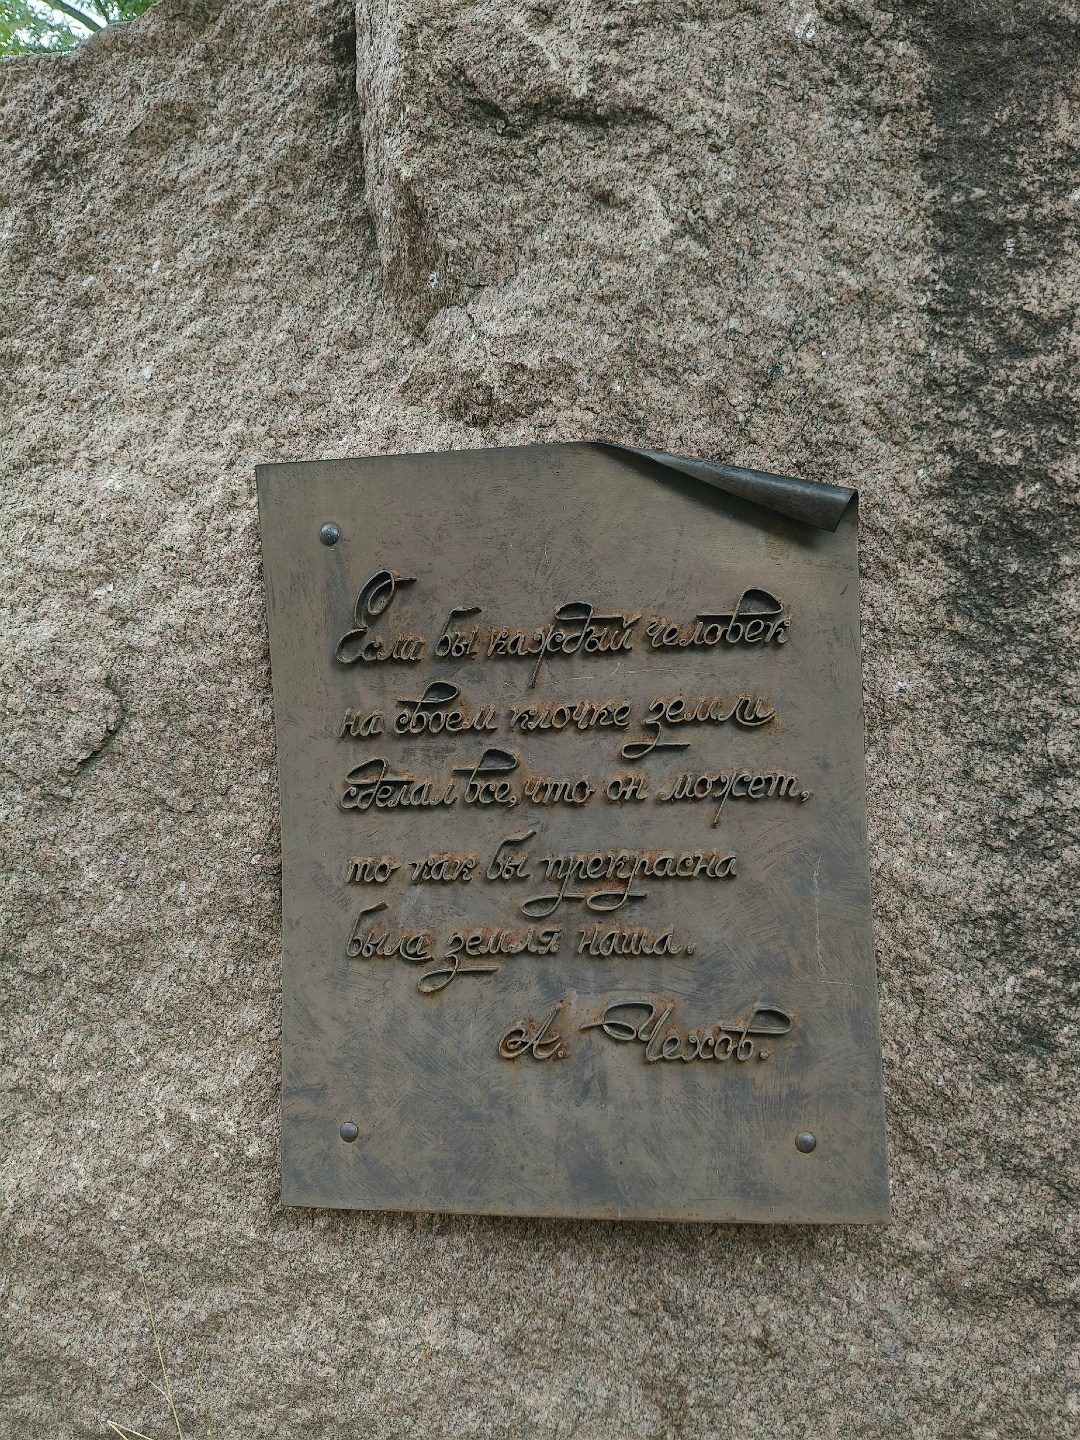 Если бы каждый человек
на своем клочке земли
сделал все, что он может,
то как бы прекрасна
была земля наша.
А. Чехов.